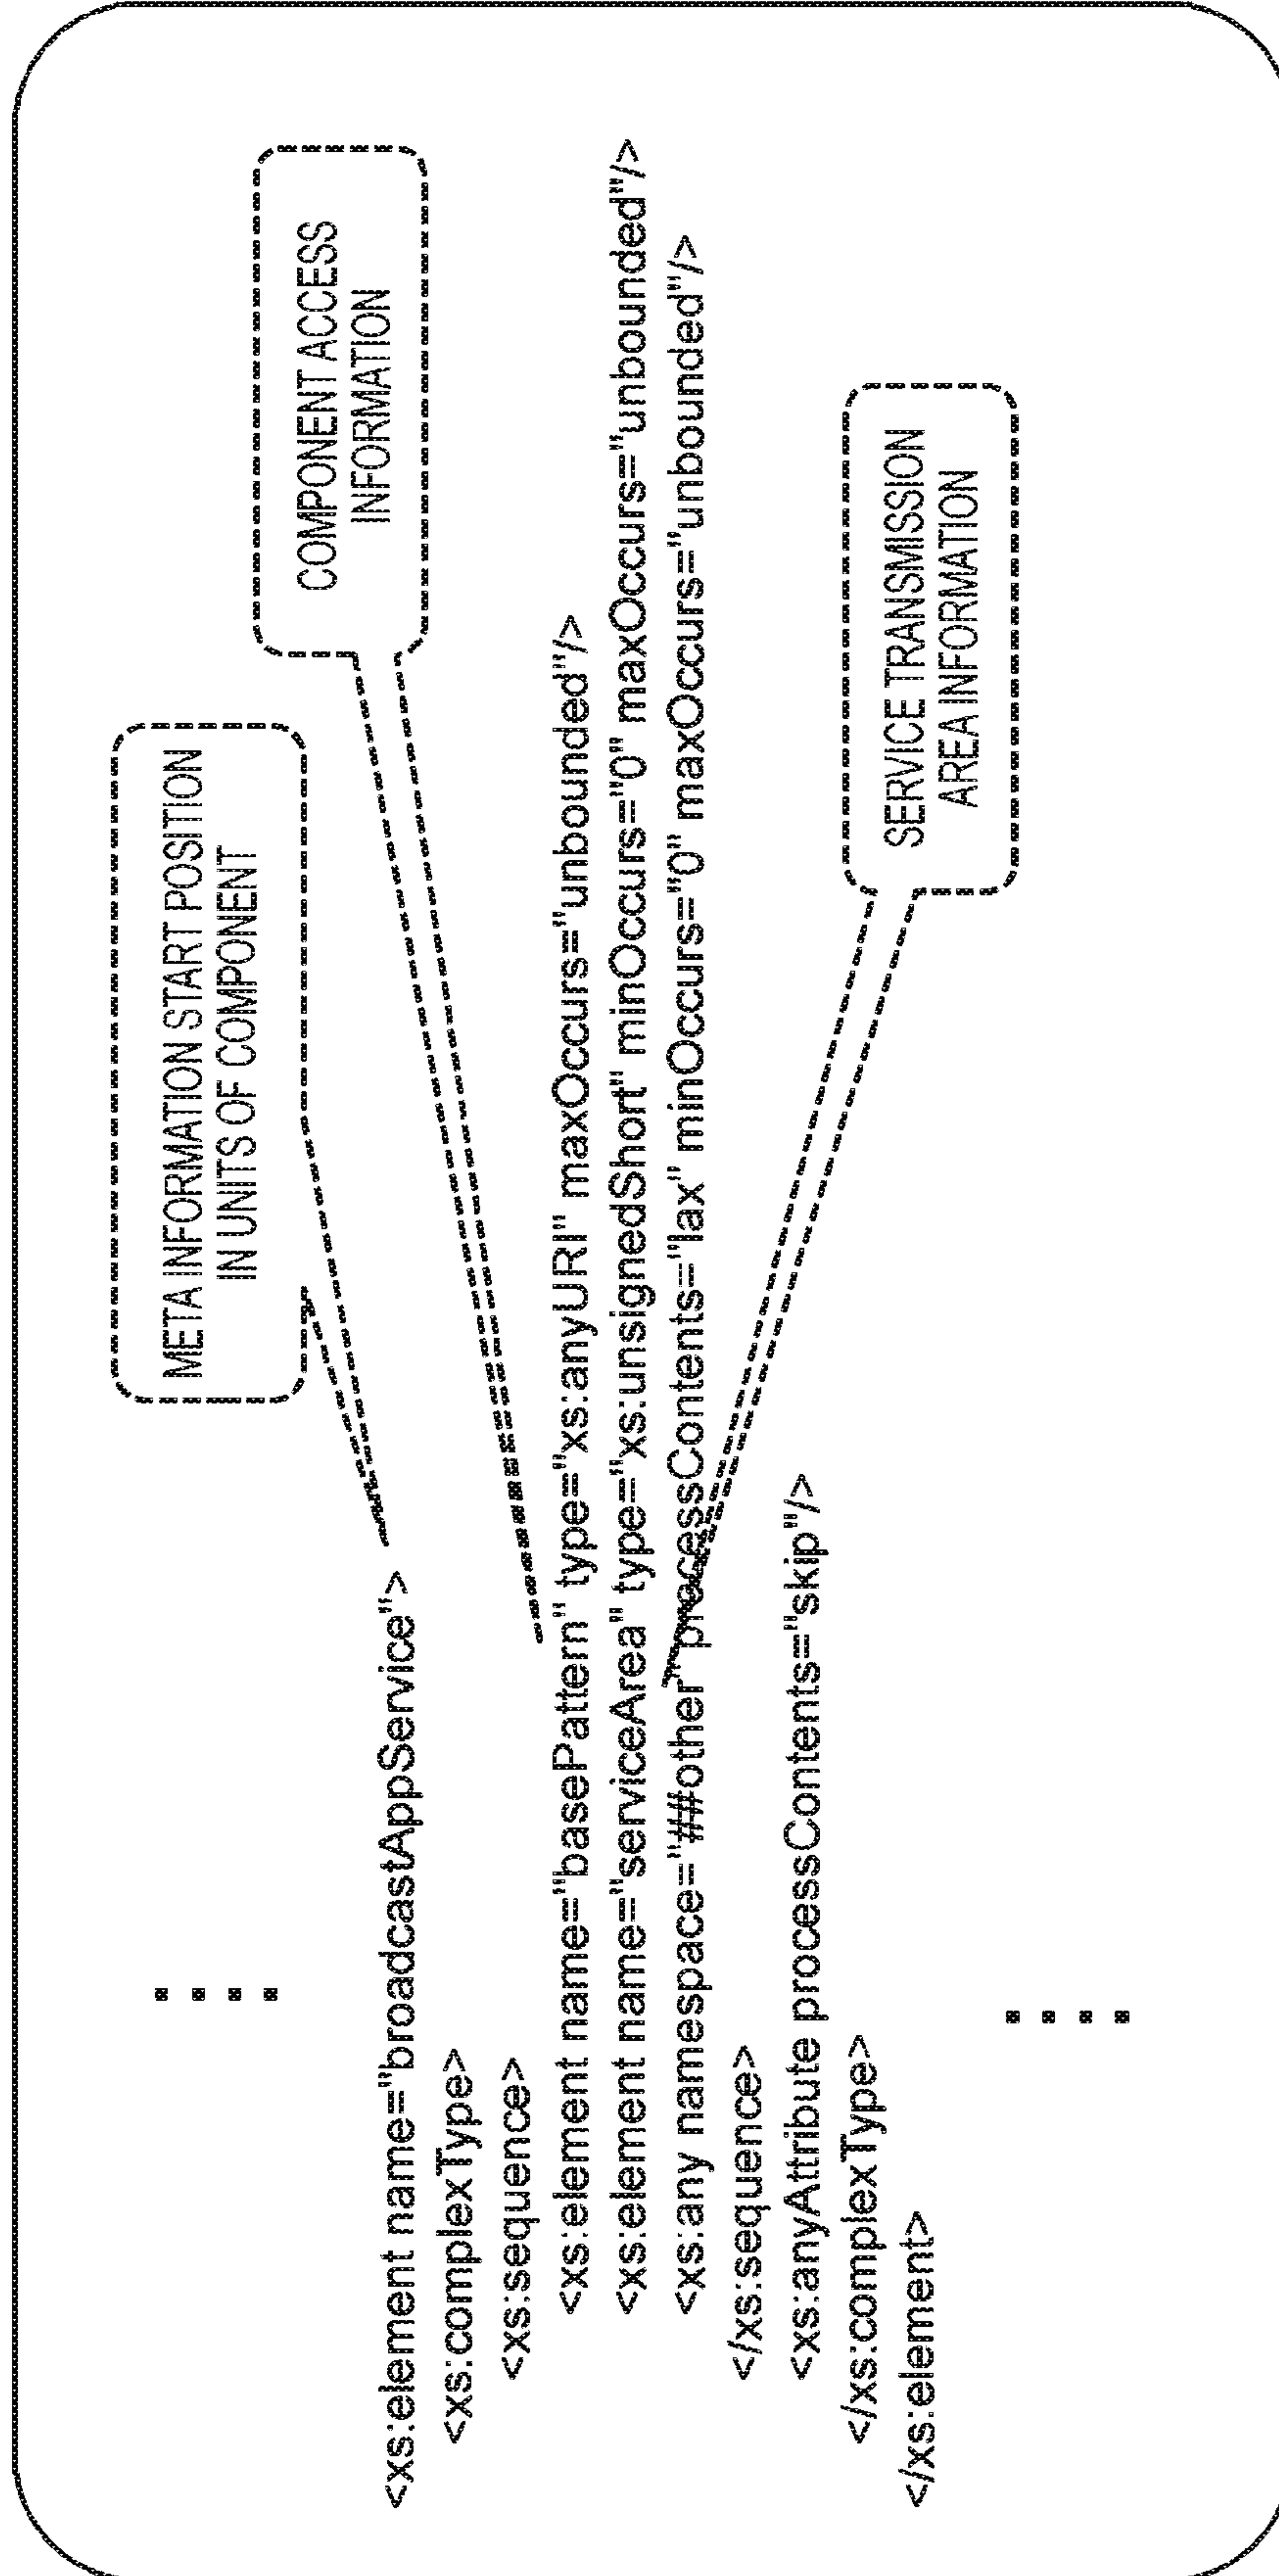 META INFORMATION START POSITION
IN UNITS OF COMPONENT
COMPONENT ACCESS
INFORMATION
<xs:element name="broadcastAppService">
<xs:complexType>
<xs:sequence>
<xs:element name="basePattern" type="xs:anyURI" maxOccurs="unbounded"/>
<xs:element name="serviceArea" type="xs:unsignedShort" minOccurs="0" maxOccurs="unbounded"/>
<xs:any namespace="##other" processContents="lax" minOccurs="0" maxOccurs="unbounded"/>
</xs:sequence>
<xs:anyAttribute processContents="skip"/>
</xs:complexType>
</xs:element>
SERVICE TRANSMISSION
AREA INFORMATION